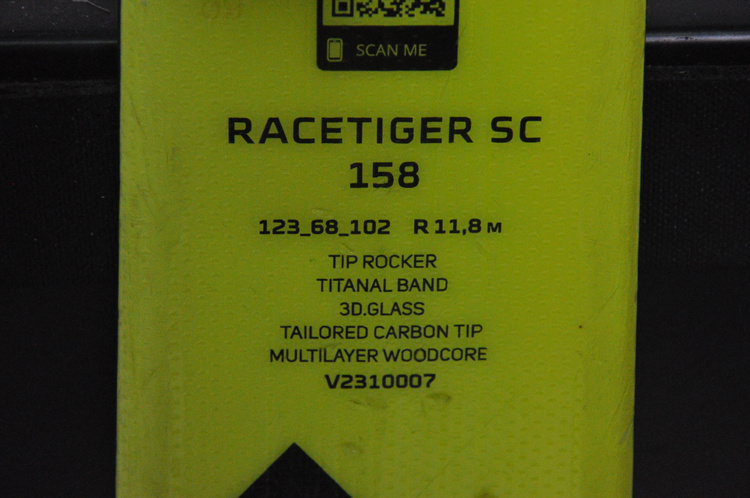 SCAN ME
RACETIGER SC
158
123_68_102 R 11,8 M
TIP ROCKER
TITANAL BAND
3D.GLASS
TAILORED CARBON TIP
MULTILAYER WOODCORE
V2310007